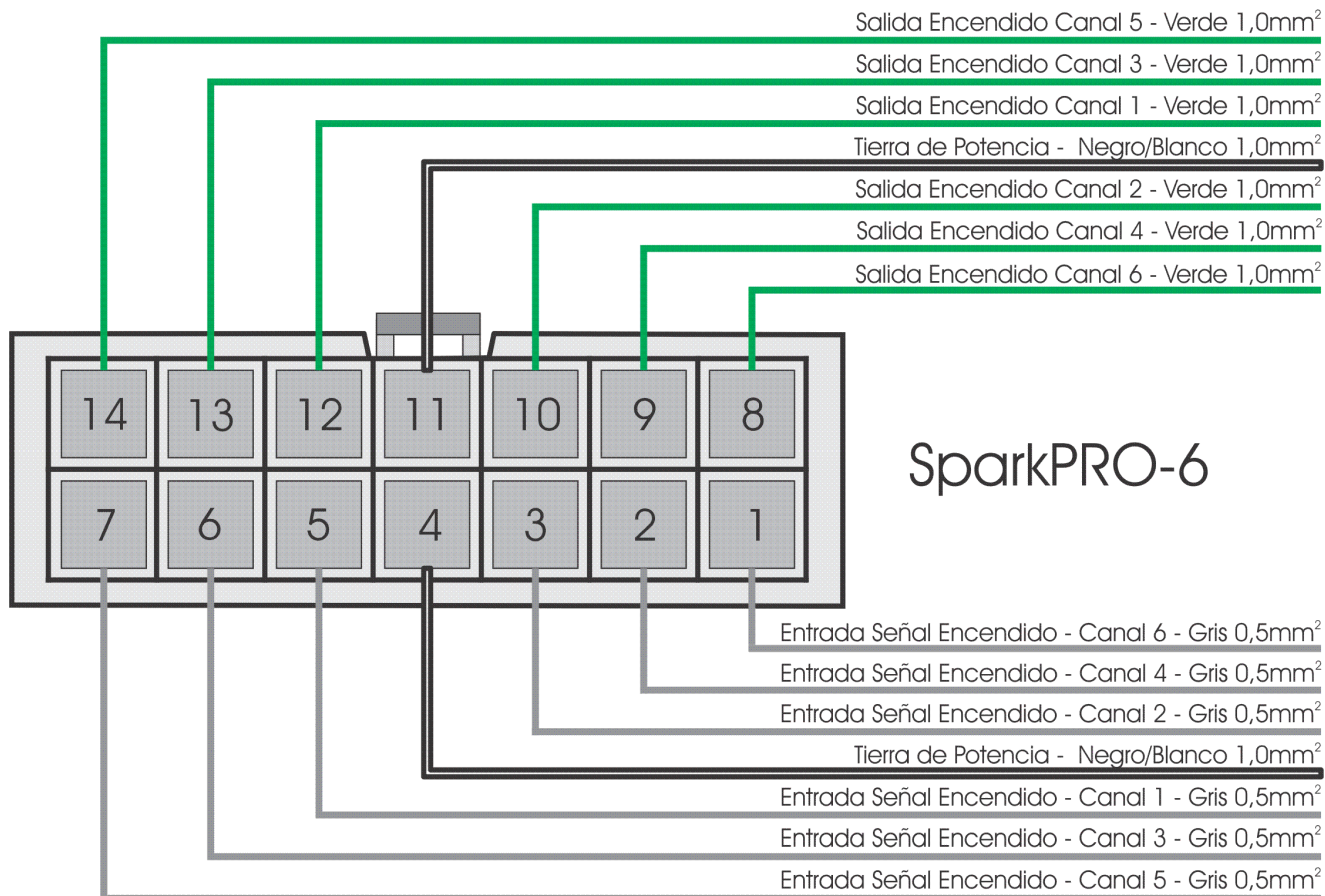 Salida Encendido Canal 5 - Verde 1,0mm²
Salida Encendido Canal 3 - Verde 1,0mm²
Salida Encendido Canal 1 - Verde 1,0mm²
Tierra de Potencia - Negro/Blanco 1,0mm²
Salida Encendido Canal 2 - Verde 1,0mm²
Salida Encendido Canal 4 - Verde 1,0mm²
Salida Encendido Canal 6 - Verde 1,0mm²
14 13 12 11 10 9 8
SparkPRO-6
7 6 5 4 3 2 1
Entrada Señal Encendido - Canal 6 - Gris 0,5mm²
Entrada Señal Encendido - Canal 4 - Gris 0,5mm²
Entrada Señal Encendido - Canal 2 - Gris 0,5mm²
Tierra de Potencia - Negro/Blanco 1,0mm²
Entrada Señal Encendido - Canal 1 - Gris 0,5mm²
Entrada Señal Encendido - Canal 3 - Gris 0,5mm²
Entrada Señal Encendido - Canal 5 - Gris 0,5mm²